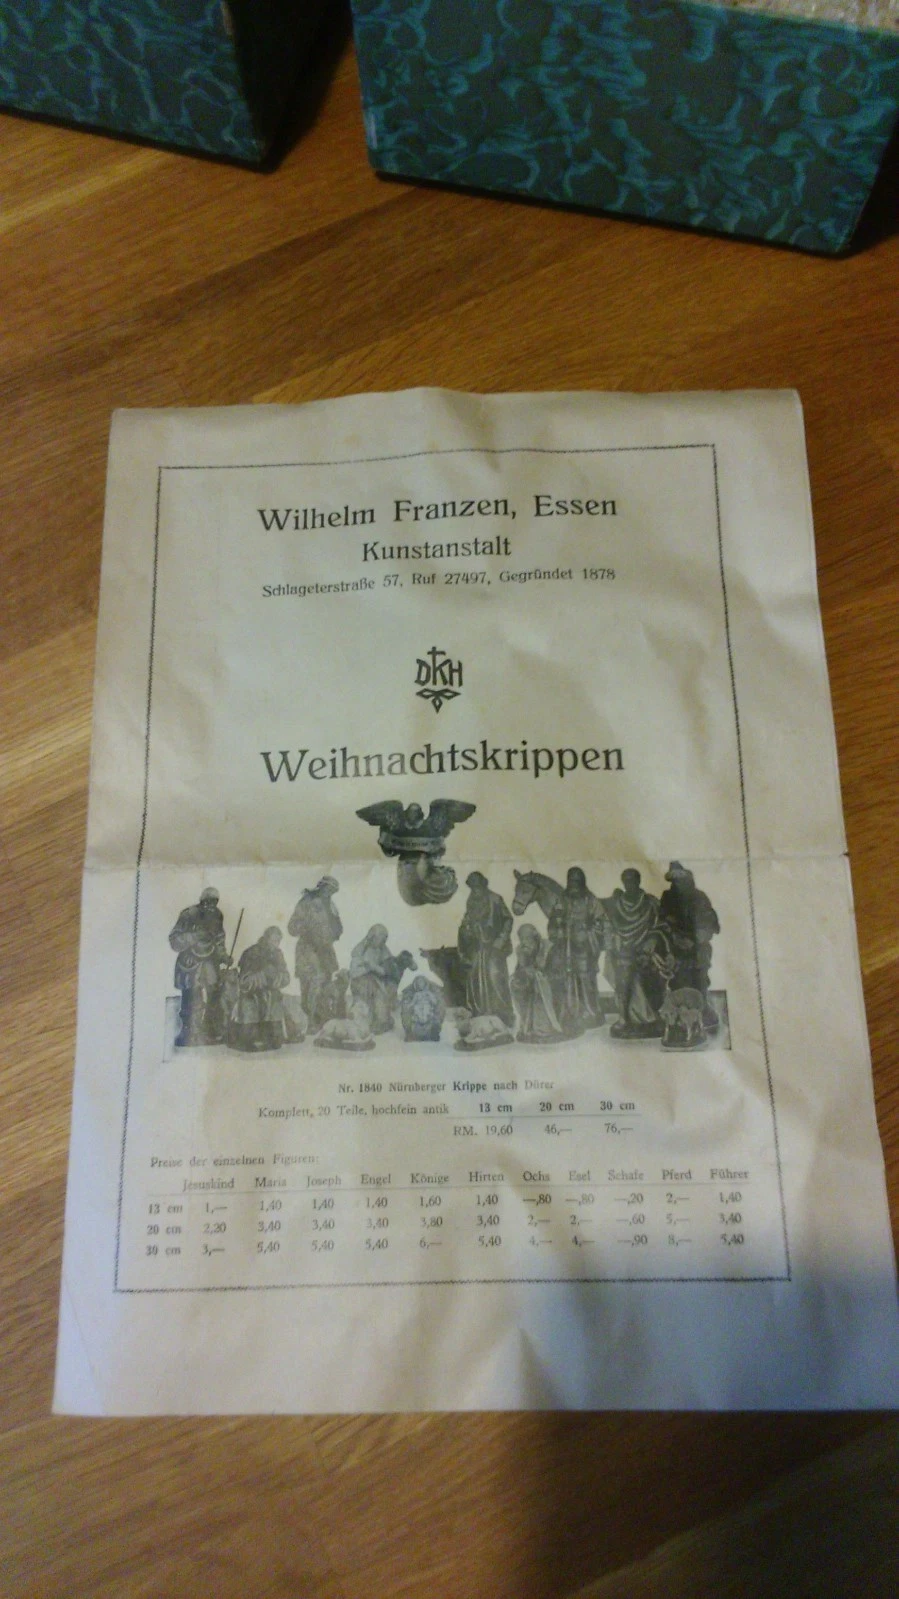 Wilhelm Franzen, Essen
Kunstanstalt
Schlageterstraße 57, Ruf 27497, Gegründet 1878
DKH
Weihnachtskrippen
Nr. 1840 Nürnberger Krippe nach Dürer
Komplett, 20 Teile, hochfein antik 13 cm 20 cm 30 cm
RM. 19,60 46,— 76,—
Preise der einzelnen Figuren:
Jesuskind Maria Joseph Engel Könige Hirten Ochs Esel Schafe Pferd Führer
13 cm 1,— 1,40 1,40 1,40 1,60 1,40 —,80 —,80 —,20 2,— 1,40
20 cm 2,20 3,40 3,40 3,40 3,80 3,40 2,— 2,— —,60 5,— 3,40
30 cm 3,— 5,40 5,40 5,40 6,— 5,40 4,— 4,— —,90 8,— 5,40